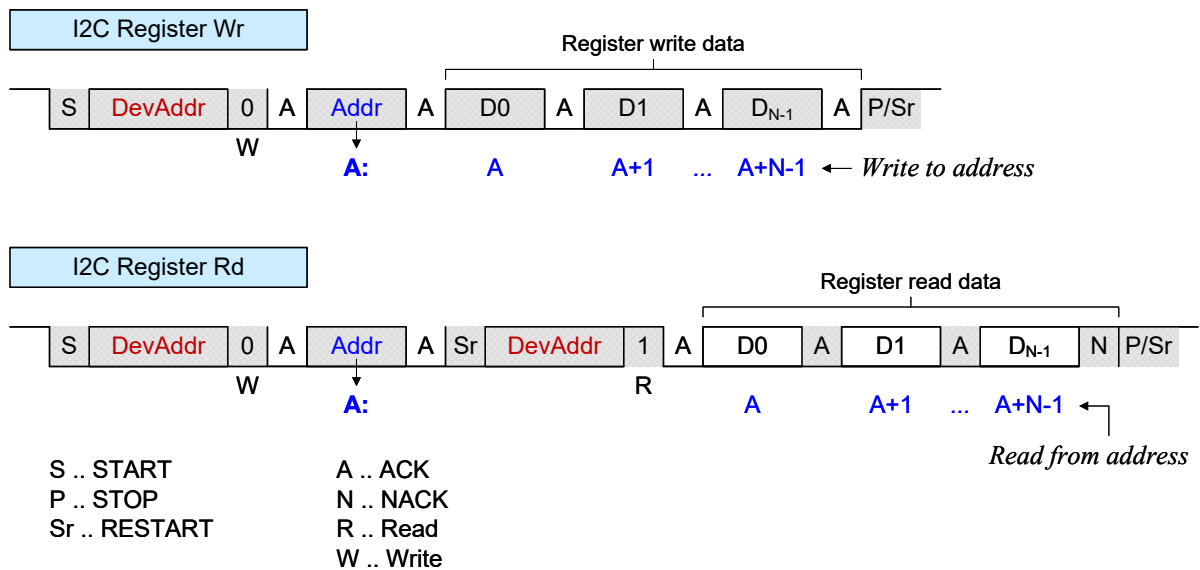 I2C Register Wr
Register write data
S DevAddr 0 A Addr A D0 A D1 A DN-1 A P/Sr
W
A: A A+1 ... A+N-1 Write to address
I2C Register Rd
Register read data
S DevAddr 0 A Addr A Sr DevAddr 1 A D0 A D1 A DN-1 N P/Sr
W R
A: A A+1 ... A+N-1
Read from address
S .. START
P .. STOP
Sr .. RESTART
A .. ACK
N .. NACK
R .. Read
W .. Write